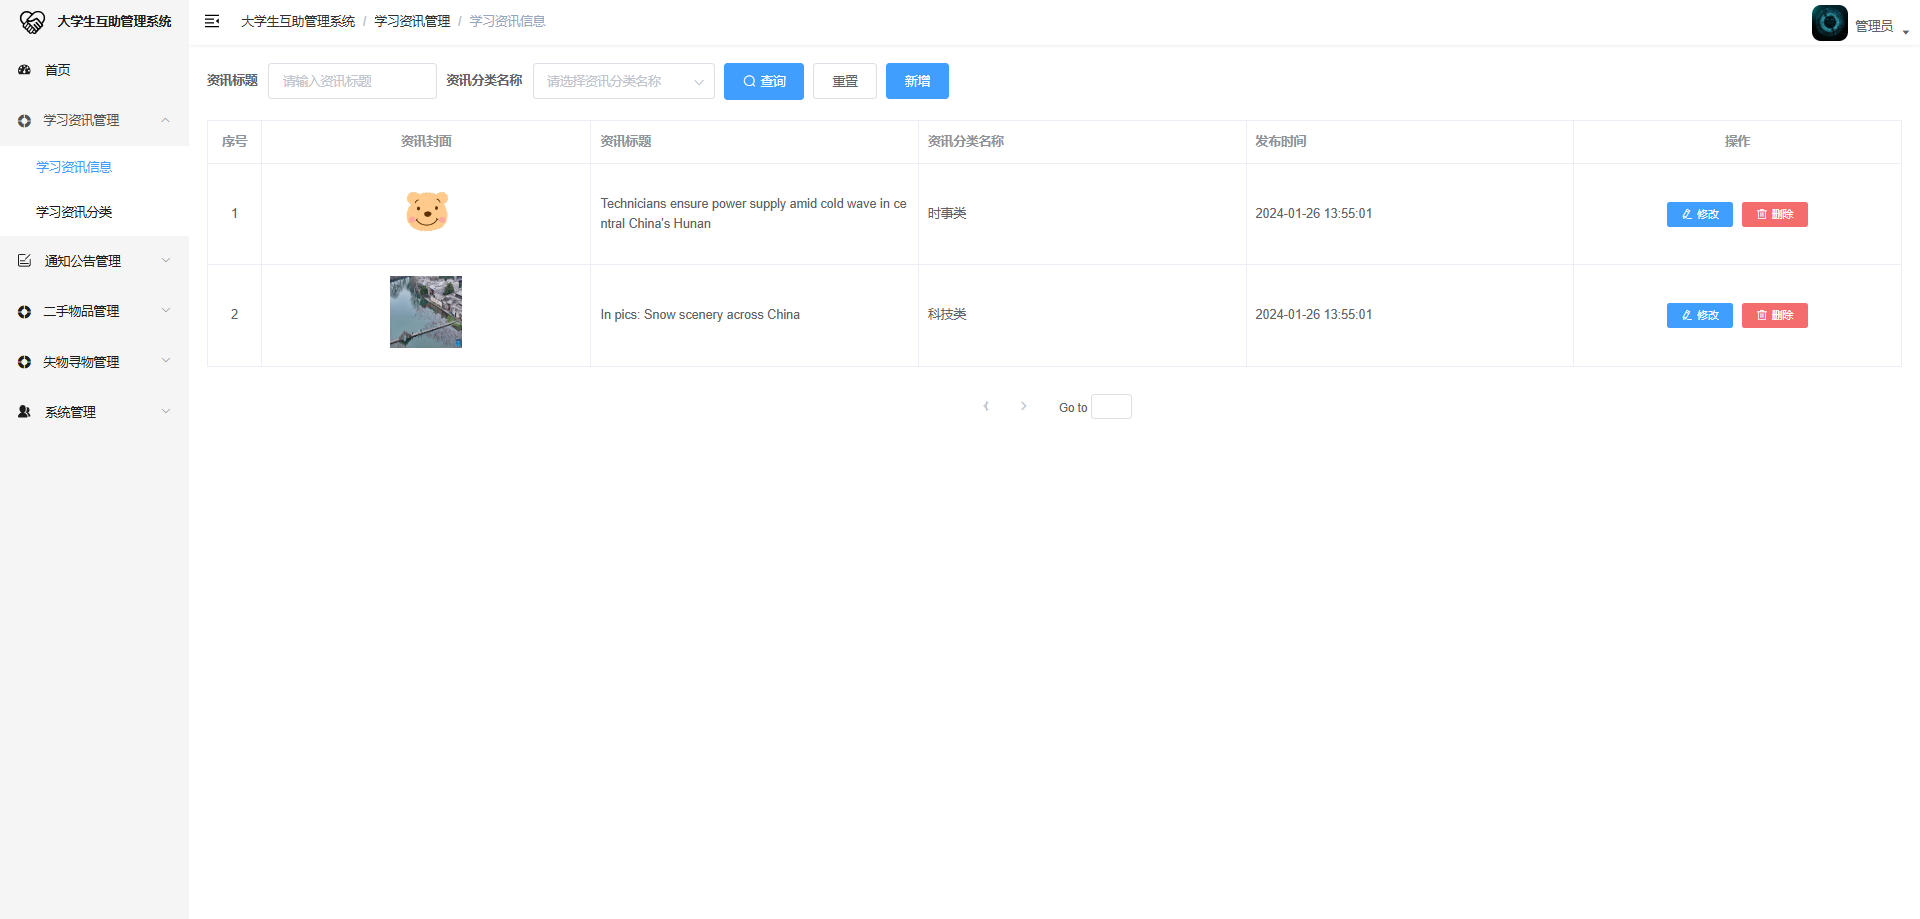 大学生互助管理系统
大学生互助管理系统 / 学习资讯管理 / 学习资讯信息
管理员
首页
学习资讯管理
学习资讯信息
学习资讯分类
通知公告管理
二手物品管理
失物寻物管理
系统管理
资讯标题 请输入资讯标题 资讯分类名称 请选择资讯分类名称 查询 重置 新增
序号 资讯封面 资讯标题 资讯分类名称 发布时间 操作
1 Technicians ensure power supply amid cold wave in ce
ntral China's Hunan 时事类 2024-01-26 13:55:01 修改 删除
2 In pics: Snow scenery across China 科技类 2024-01-26 13:55:01 修改 删除
Go to